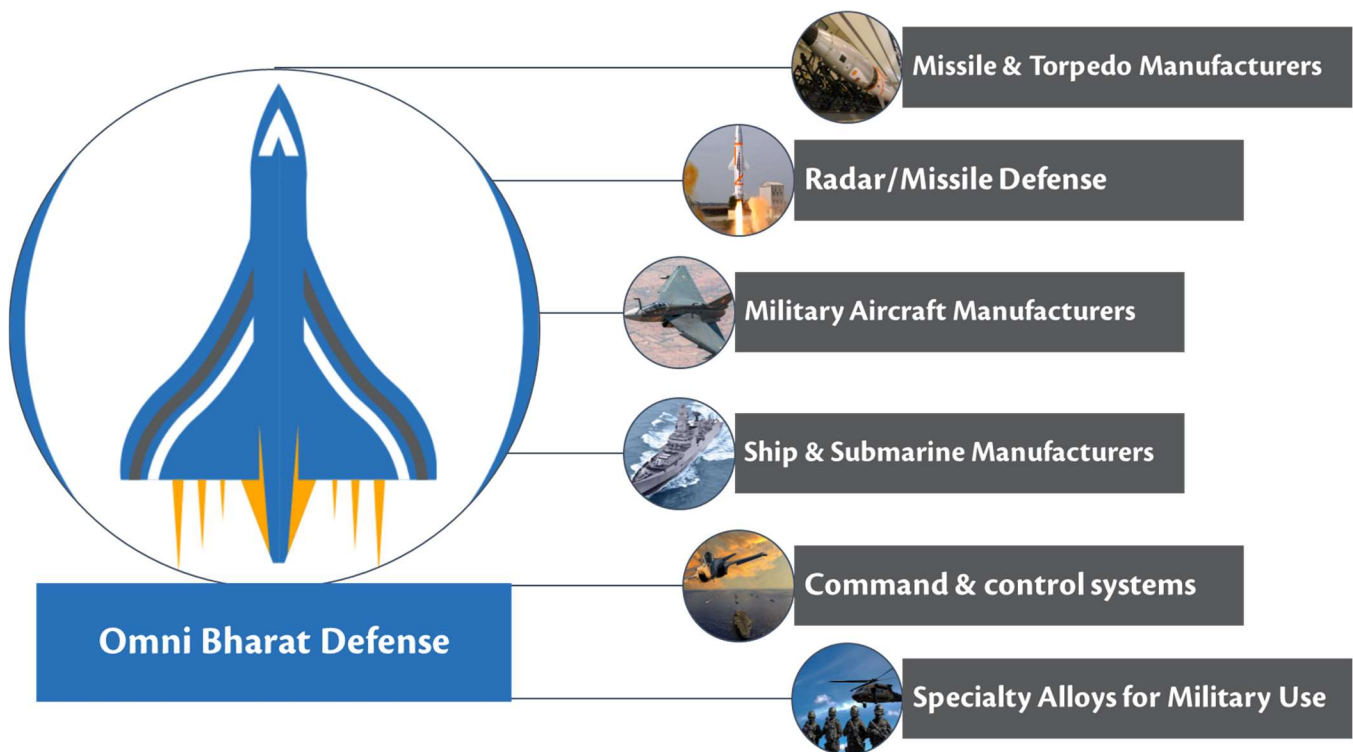 Missile & Torpedo Manufacturers
Radar/Missile Defense
Military Aircraft Manufacturers
Ship & Submarine Manufacturers
Command & control systems
Omni Bharat Defense
Specialty Alloys for Military Use